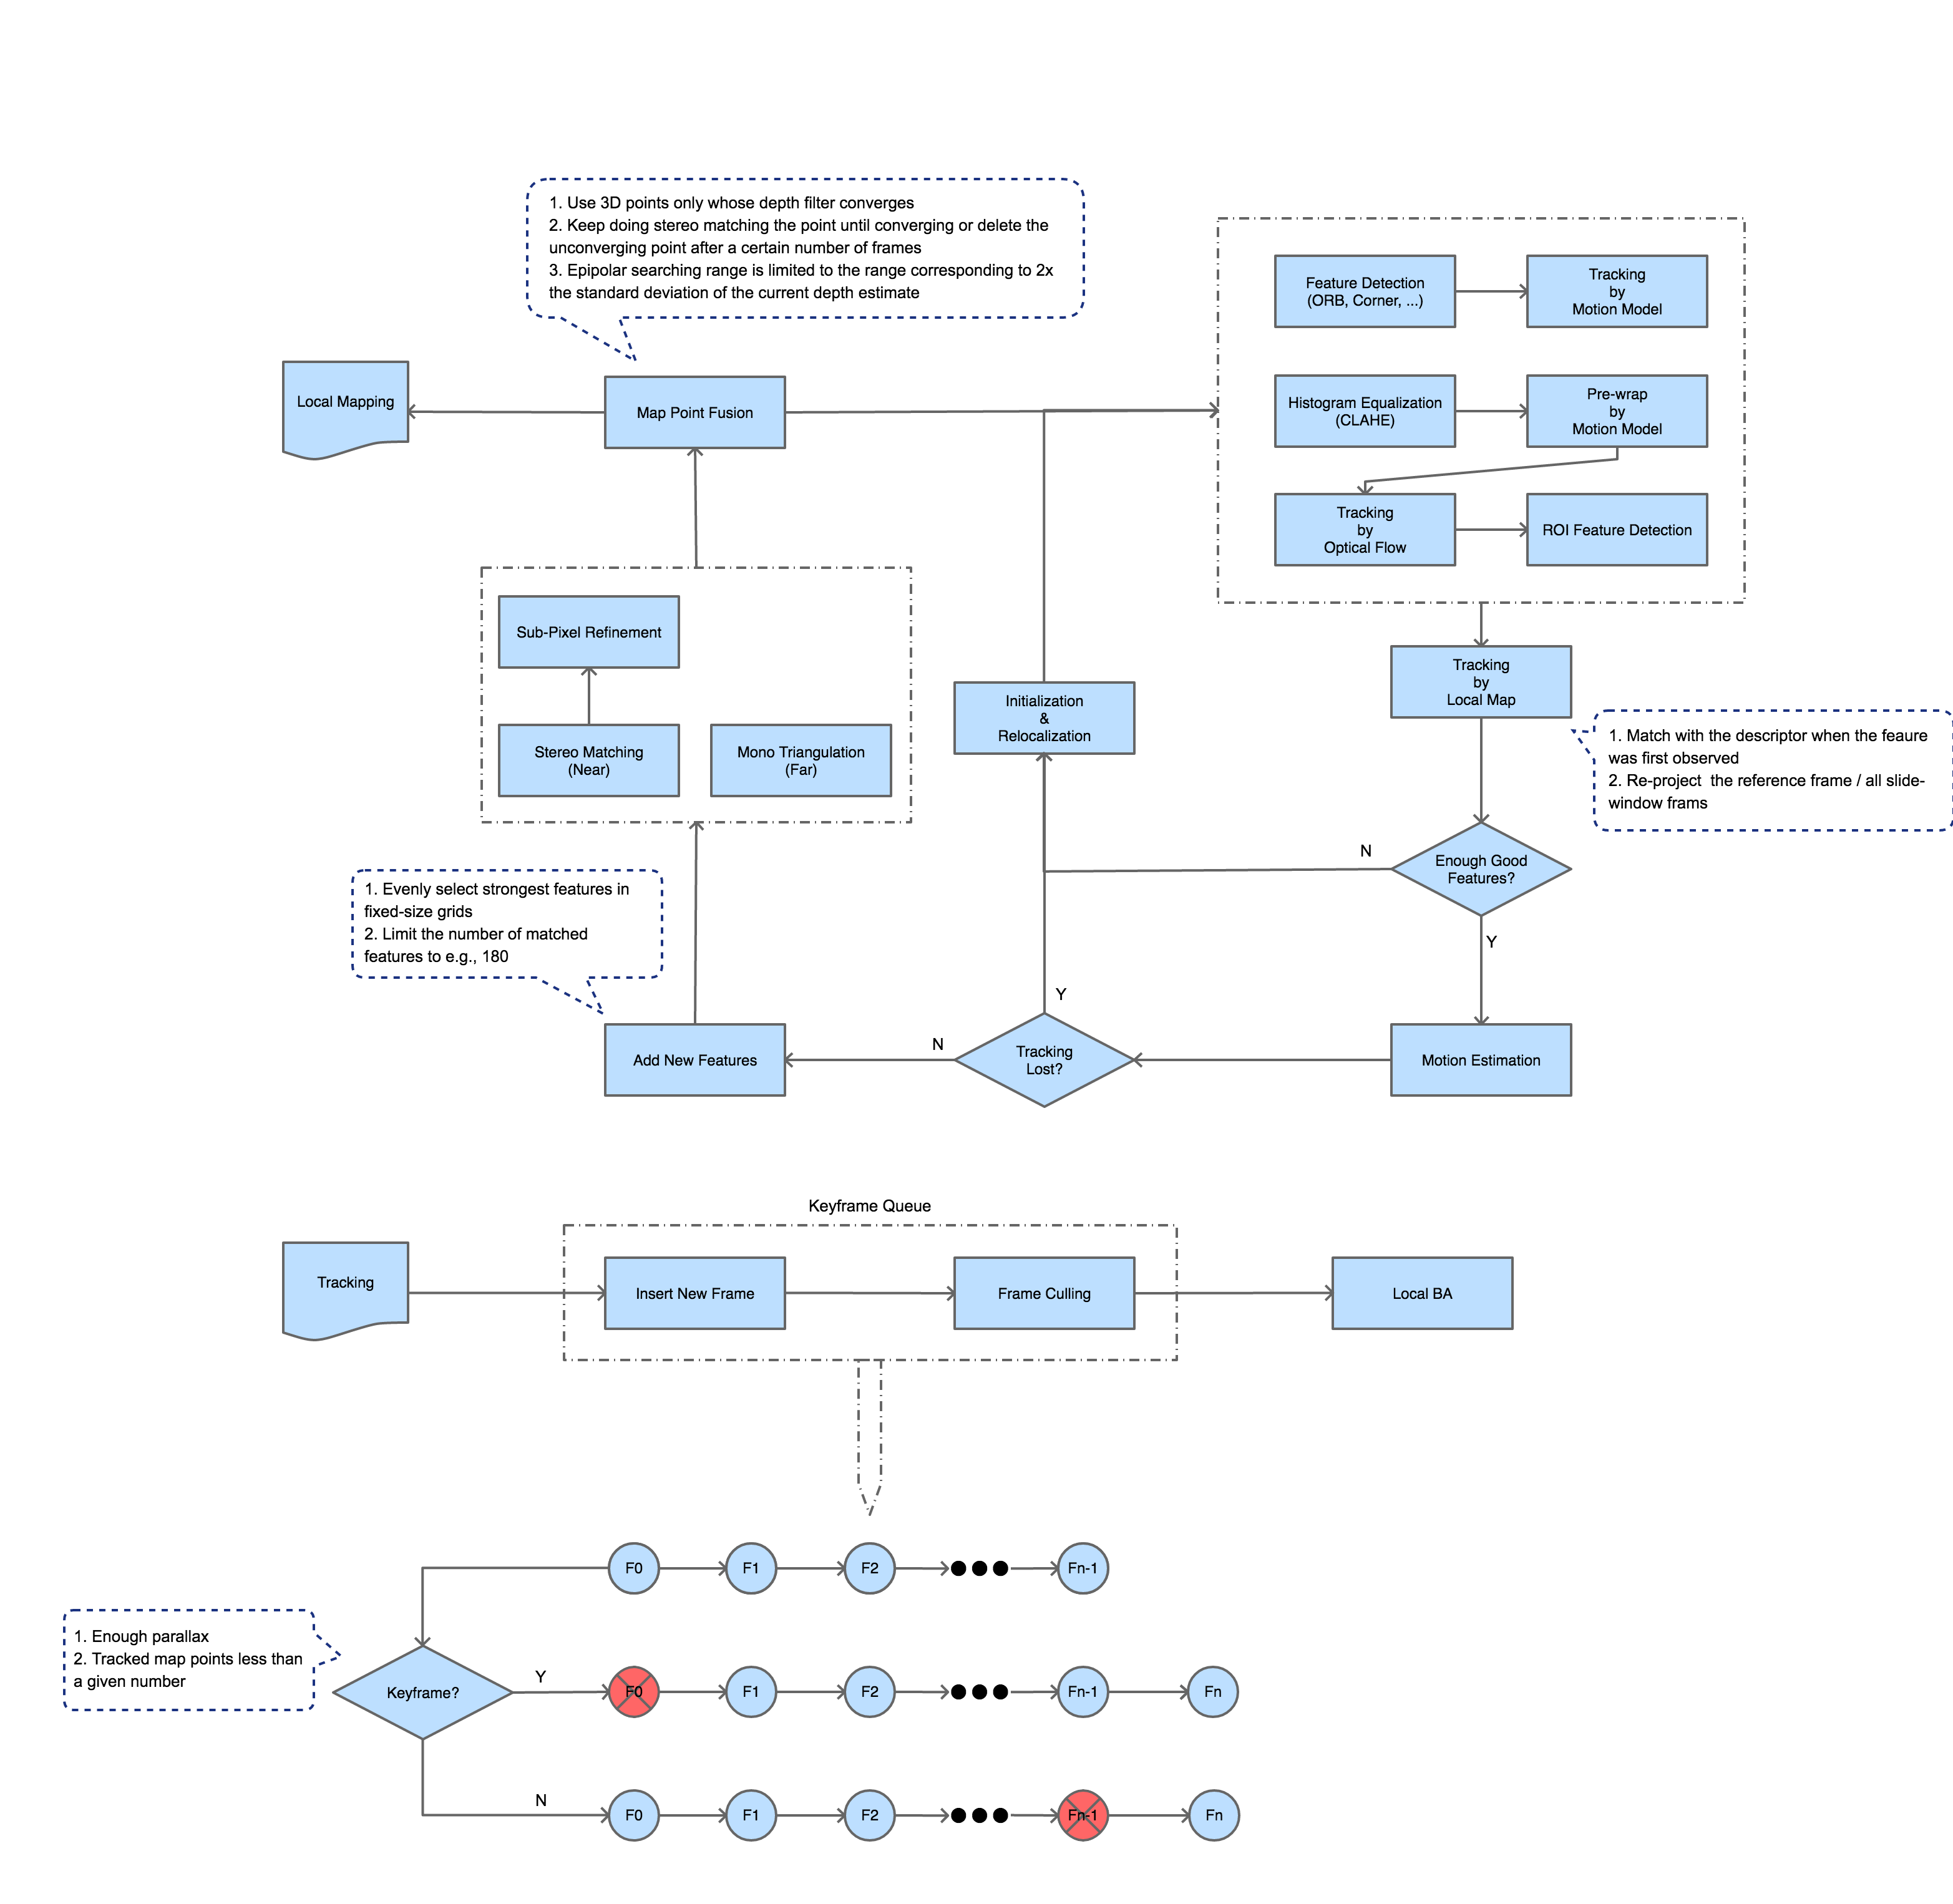 1. Use 3D points only whose depth filter converges
2. Keep doing stereo matching the point until converging or delete the
unconverging point after a certain number of frames
3. Epipolar searching range is limited to the range corresponding to 2x
the standard deviation of the current depth estimate
Feature Detection
(ORB, Corner, ...)
Tracking
by
Motion Model
Local Mapping
Map Point Fusion
Histogram Equalization
(CLAHE)
Pre-wrap
by
Motion Model
Tracking
by
Optical Flow
ROI Feature Detection
Sub-Pixel Refinement
Stereo Matching
(Near)
Mono Triangulation
(Far)
Initialization
&
Relocalization
Tracking
by
Local Map
1. Match with the descriptor when the feaure
was first observed
2. Re-project  the reference frame / all slide-
window frams
N
Enough Good
Features?
Y
1. Evenly select strongest features in
fixed-size grids
2. Limit the number of matched
features to e.g., 180
Add New Features
N
Y
Tracking
Lost?
Motion Estimation
Keyframe Queue
Tracking
Insert New Frame
Frame Culling
Local BA
F0
F1
F2
Fn-1
1. Enough parallax
2. Tracked map points less than
a given number
Keyframe?
Y
F0
F1
F2
Fn-1
Fn
N
F0
F1
F2
Fn-1
Fn